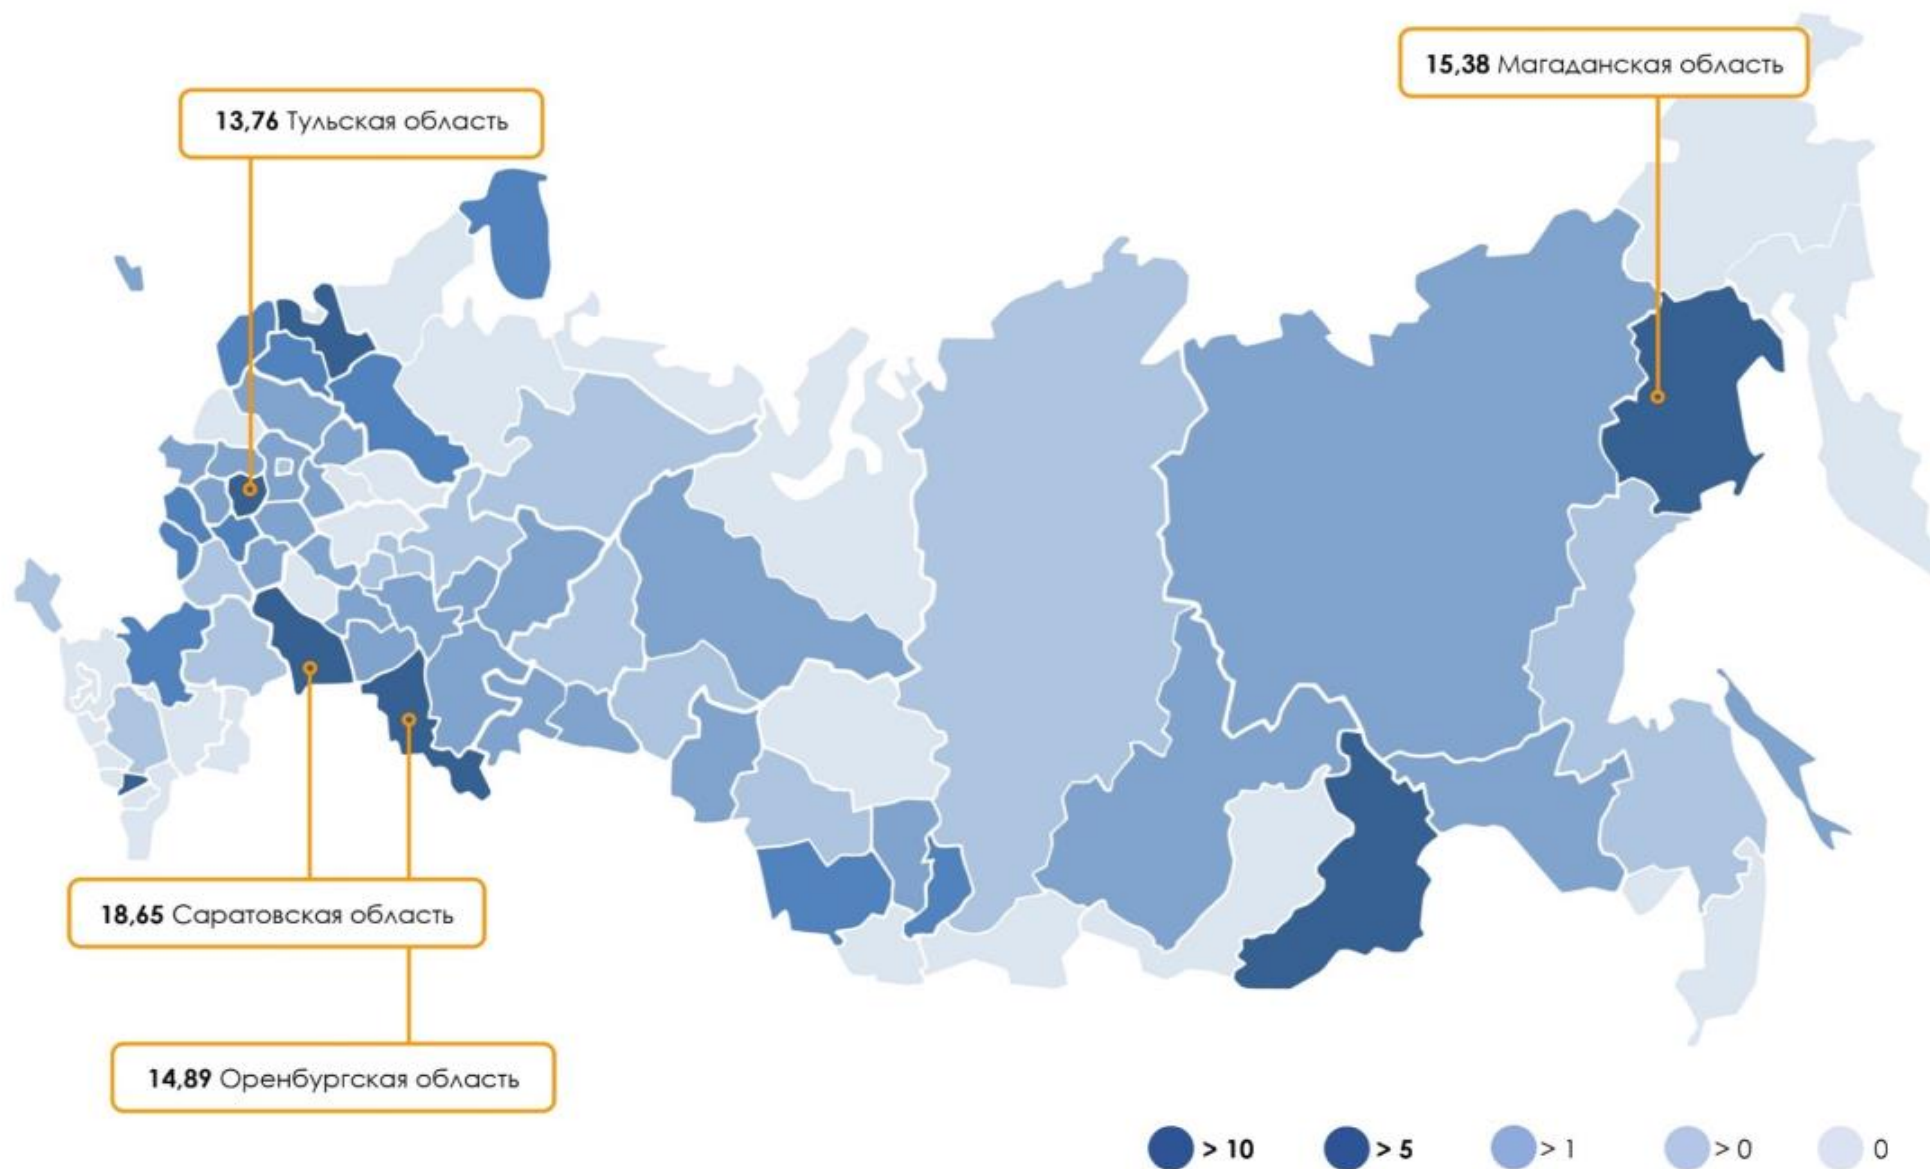 15,38 Магаданская область
13,76 Тульская область
18,65 Саратовская область
14,89 Оренбургская область
> 10 > 5 > 1 > 0 0